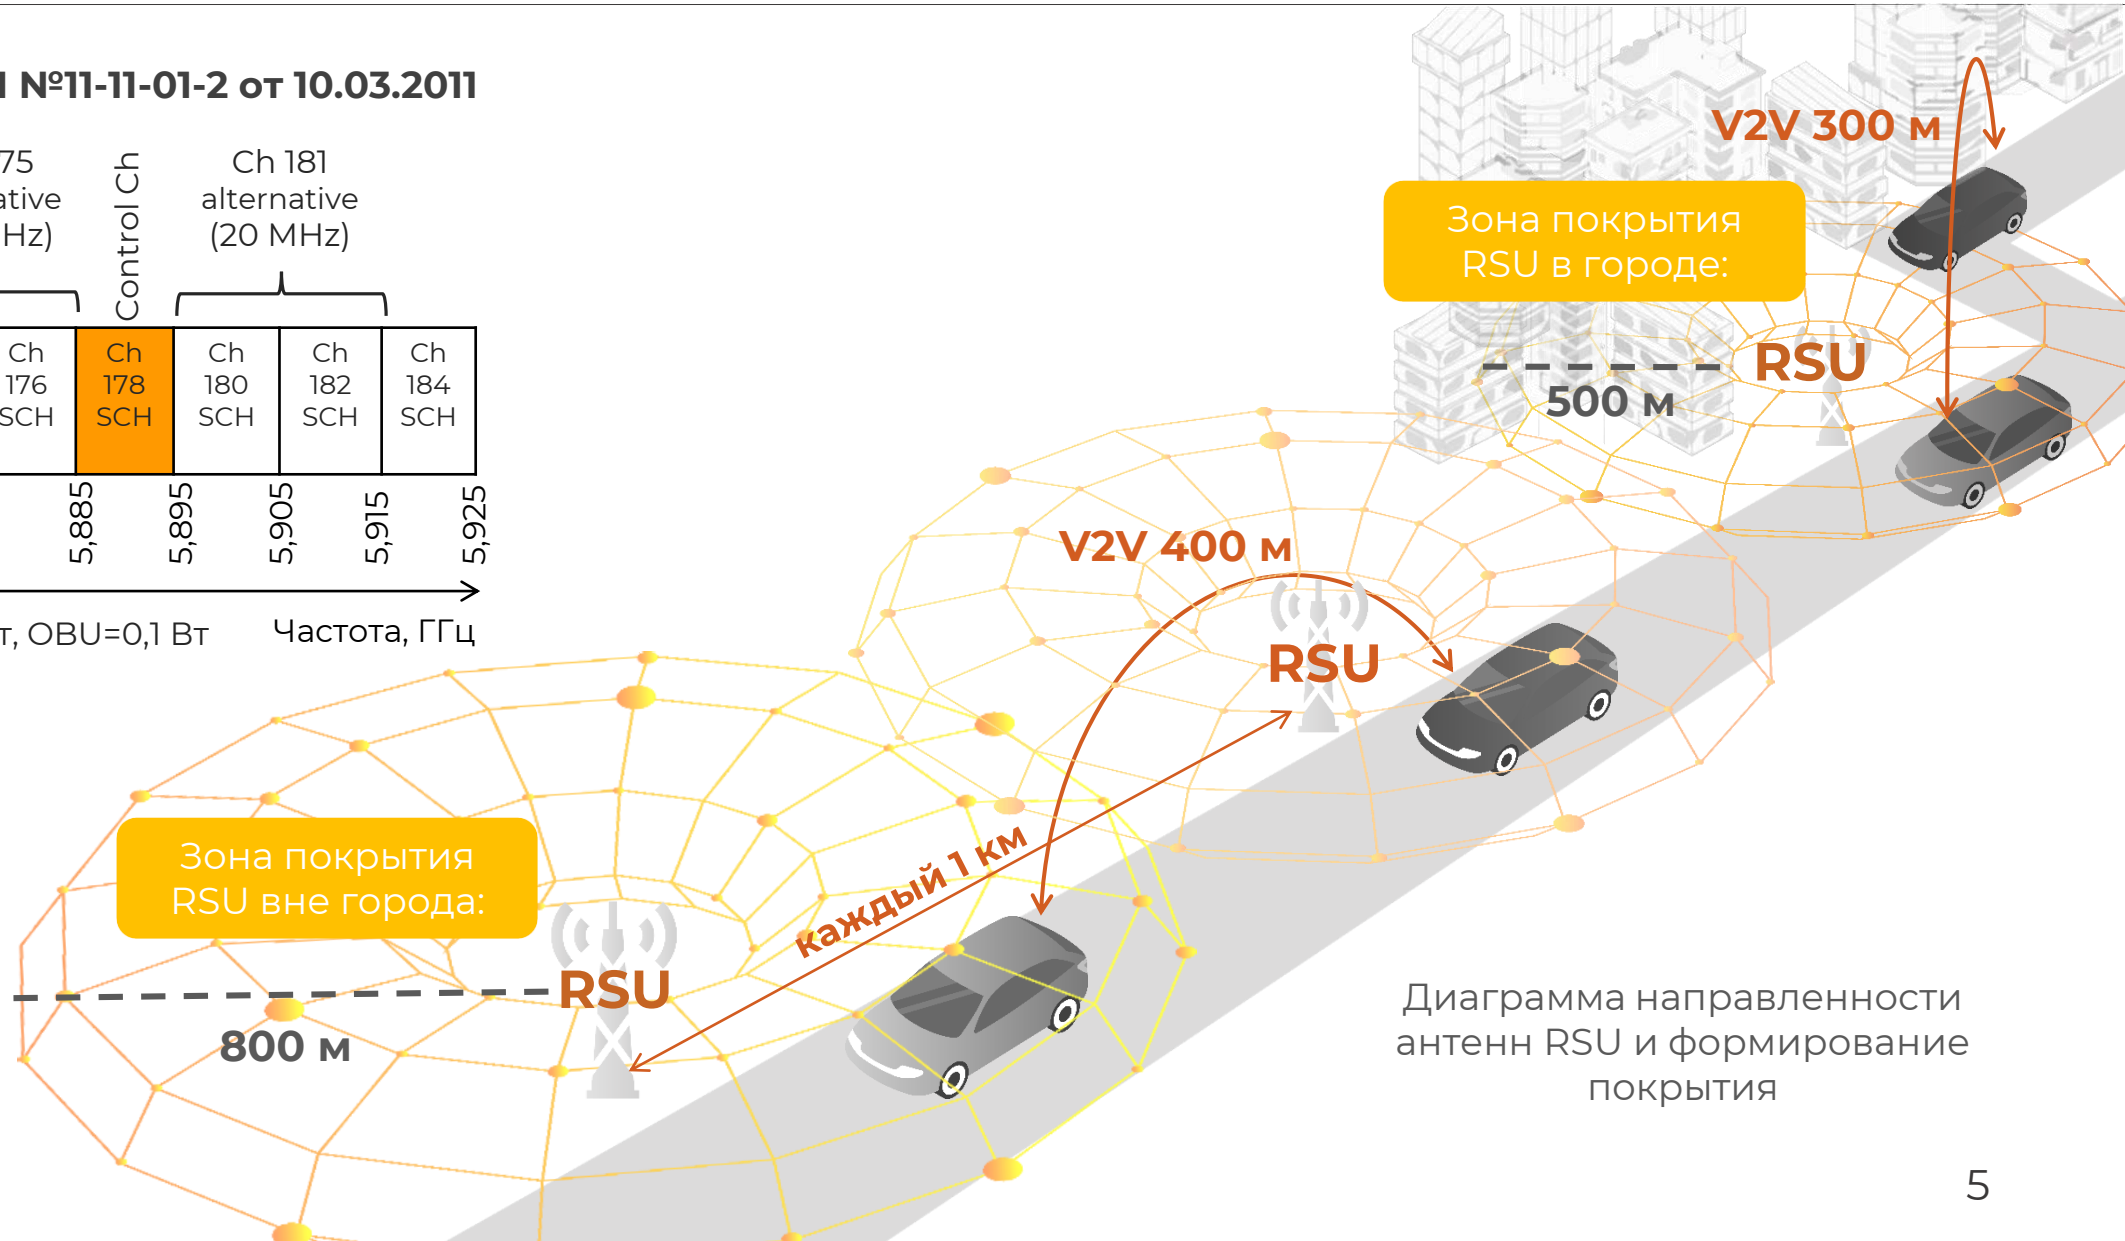 №11-11-01-2 от 10.03.2011
75
Control Ch
Ch 181
alternative
(20 MHz)
Ch
176
SCH
Ch
178
SCH
Ch
180
SCH
Ch
182
SCH
Ch
184
SCH
5,885
5,895
5,905
5,915
5,925
OBU=0,1 Вт
Частота, ГГц
V2V 300 м
Зона покрытия
RSU в городе:
RSU
500 м
V2V 400 м
RSU
каждый 1 км
Зона покрытия
RSU вне города:
RSU
800 м
Диаграмма направленности
антенн RSU и формирование
покрытия
5